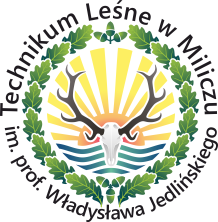 Technikum Leśne w Miliczu
im. prof. Władysława Jedlińskiego